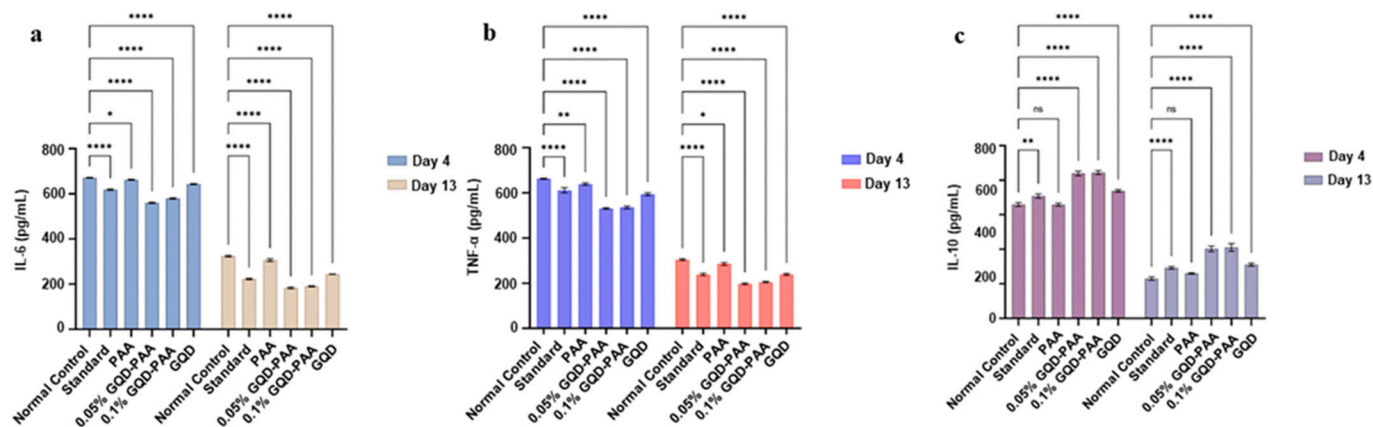 a
****
****
****
*
****
****
****
****
****
****
IL-6 (pg/mL)
800
600
400
200
0
Normal Control
Standard
PAA
0.05% GQD-PAA
0.1% GQD-PAA
GQD
Normal Control
Standard
PAA
0.05% GQD-PAA
0.1% GQD-PAA
GQD
Day 4
Day 13
b
****
****
****
**
****
****
****
****
*
****
TNF-α (pg/mL)
800
600
400
200
0
Normal Control
Standard
PAA
0.05% GQD-PAA
0.1% GQD-PAA
GQD
Normal Control
Standard
PAA
0.05% GQD-PAA
0.1% GQD-PAA
GQD
Day 4
Day 13
c
****
****
****
ns
**
****
****
****
ns
****
IL-10 (pg/mL)
800
600
400
200
0
Normal Control
Standard
PAA
0.05% GQD-PAA
0.1% GQD-PAA
GQD
Normal Control
Standard
PAA
0.05% GQD-PAA
0.1% GQD-PAA
GQD
Day 4
Day 13